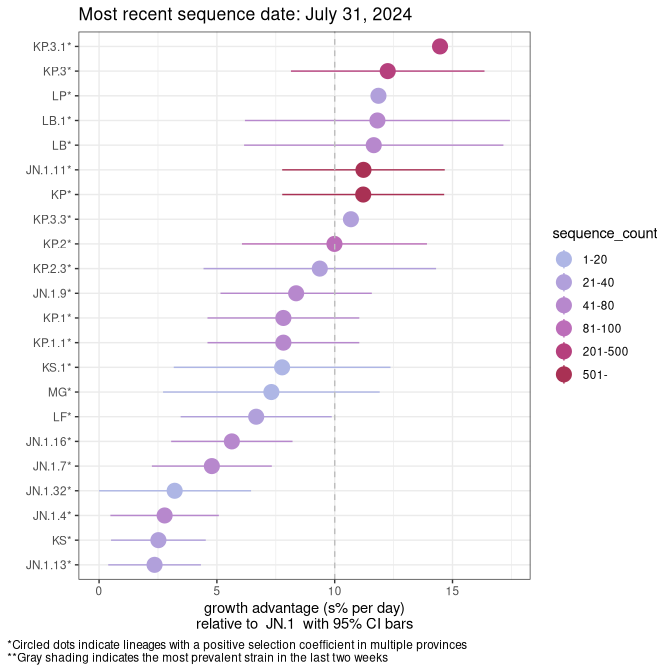 Most recent sequence date: July 31, 2024
KP.3.1*
KP.3*
LP*
LB.1*
LB*
JN.1.11*
KP*
KP.3.3*
KP.2*
KP.2.3*
JN.1.9*
KP.1*
KP.1.1*
KS.1*
MG*
LF*
JN.1.16*
JN.1.7*
JN.1.32*
JN.1.4*
KS*
JN.1.13*
0 5 10 15
growth advantage (s% per day)
relative to JN.1 with 95% CI bars
sequence_count
1-20
21-40
41-80
81-100
201-500
501-
*Circled dots indicate lineages with a positive selection coefficient in multiple provinces
**Gray shading indicates the most prevalent strain in the last two weeks